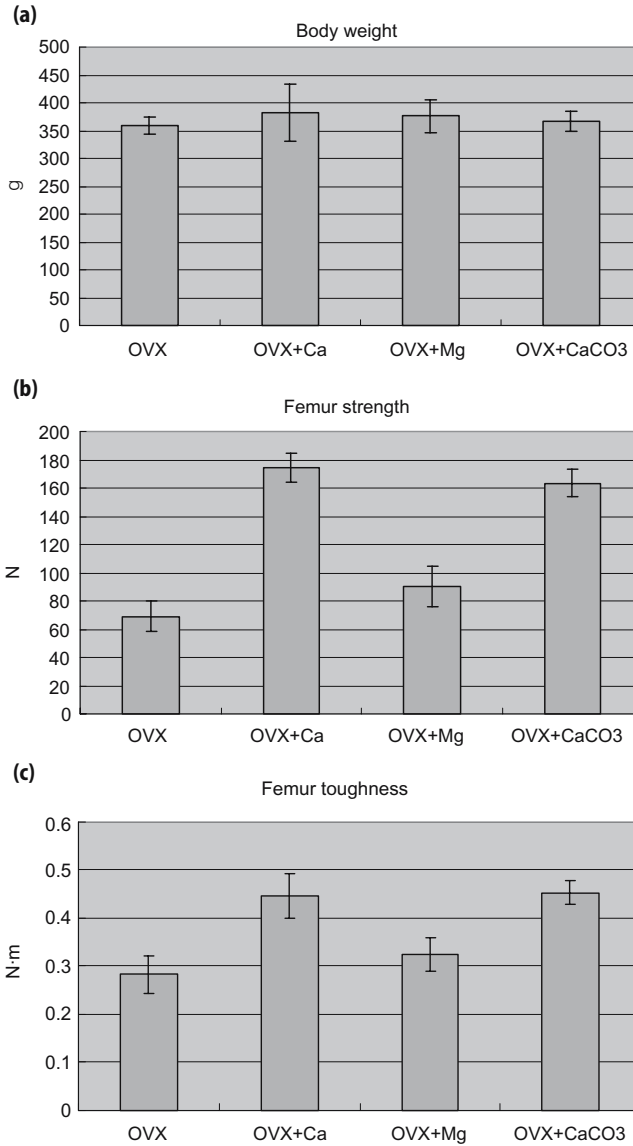 (a)
Body weight
500
450
400
350
300
250
200
150
100
50
0
g
OVX OVX+Ca OVX+Mg OVX+CaCO3
(b)
Femur strength
200
180
160
140
120
100
80
60
40
20
0
N
OVX OVX+Ca OVX+Mg OVX+CaCO3
(c)
Femur toughness
0.6
0.5
0.4
0.3
0.2
0.1
0
N·m
OVX OVX+Ca OVX+Mg OVX+CaCO3